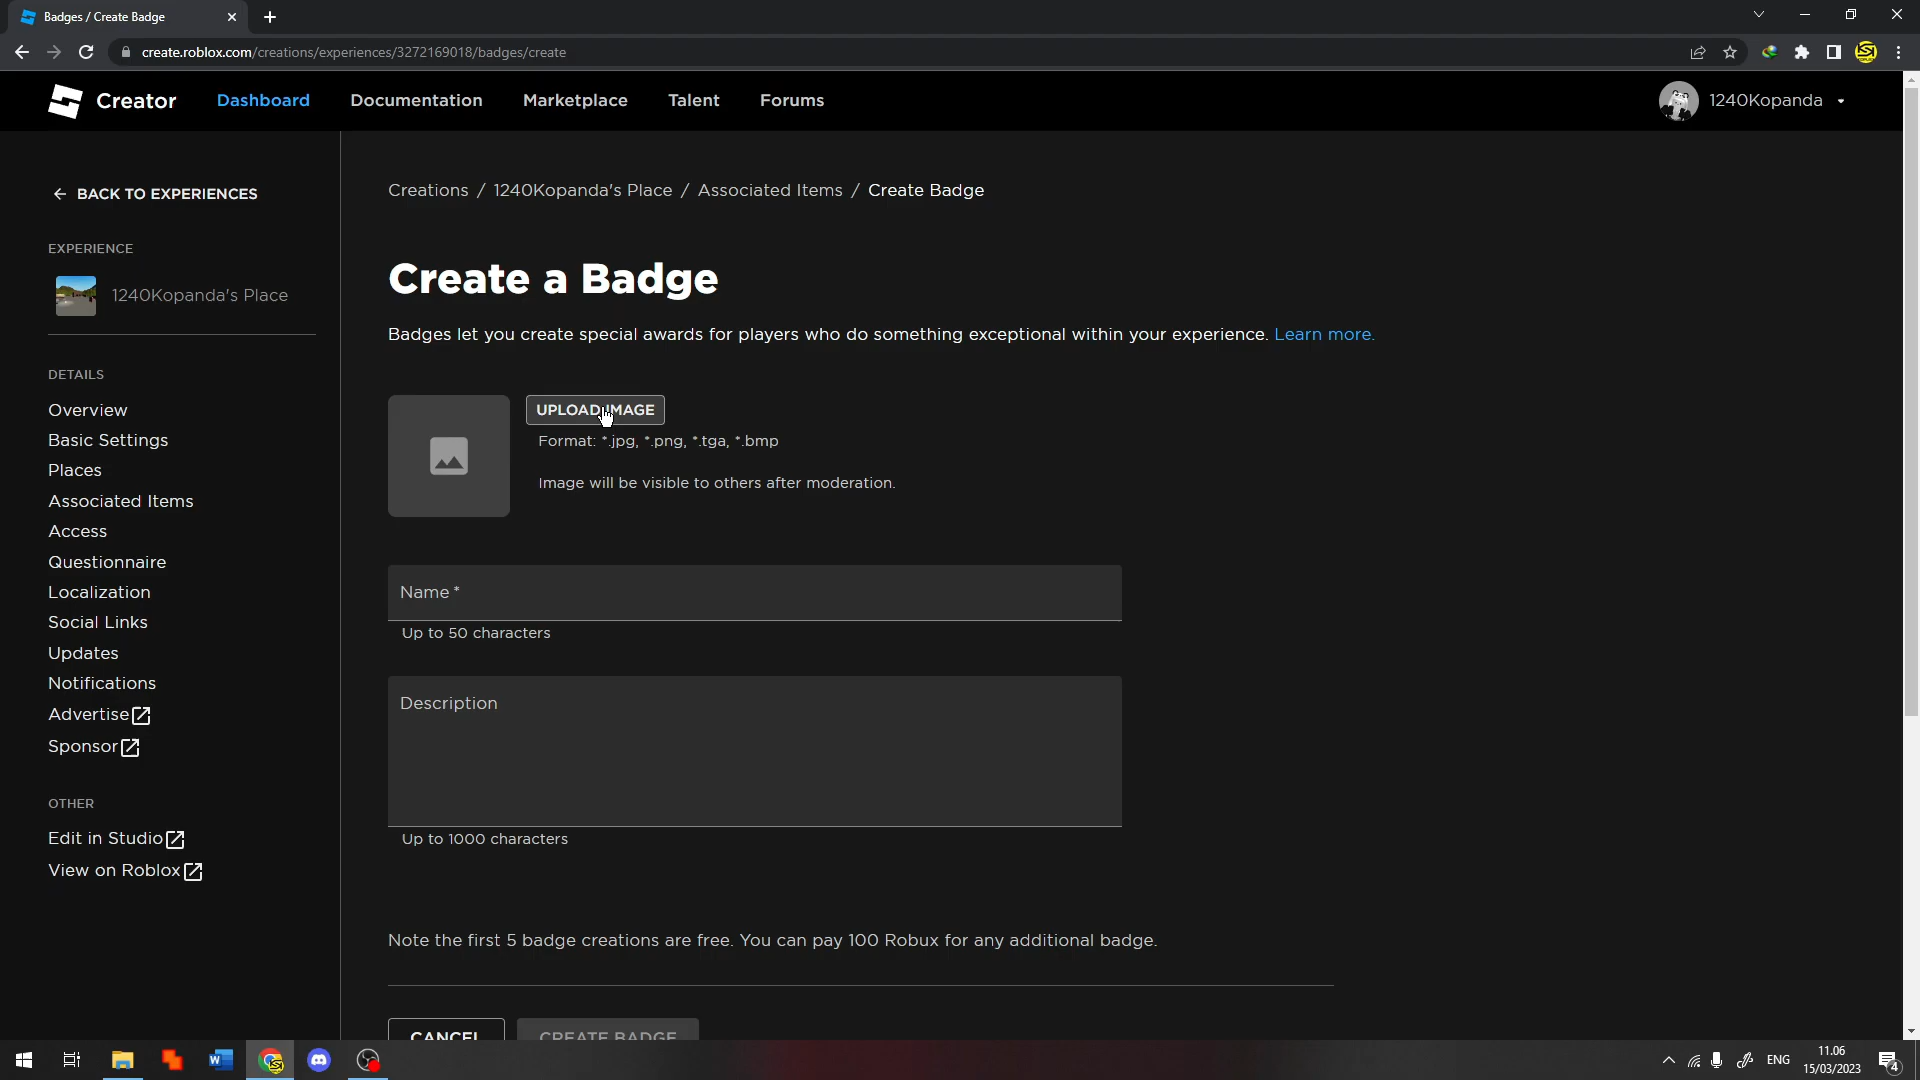 Badges / Create Badge
create.roblox.com/creations/experiences/3272169018/badges/create
Creator
Dashboard
Documentation
Marketplace
Talent
Forums
1240Kopanda
BACK TO EXPERIENCES
EXPERIENCE
1240Kopanda's Place
DETAILS
Overview
Basic Settings
Places
Associated Items
Access
Questionnaire
Localization
Social Links
Updates
Notifications
Advertise
Sponsor
OTHER
Edit in Studio
View on Roblox
Creations / 1240Kopanda's Place / Associated Items / Create Badge
Create a Badge
Badges let you create special awards for players who do something exceptional within your experience. Learn more.
UPLOAD IMAGE
Format: *.jpg, *.png, *.tga, *.bmp
Image will be visible to others after moderation.
Name *
Up to 50 characters
Description
Up to 1000 characters
Note the first 5 badge creations are free. You can pay 100 Robux for any additional badge.
CANCEL
CREATE BADGE
ENG
11.06
15/03/2023
4